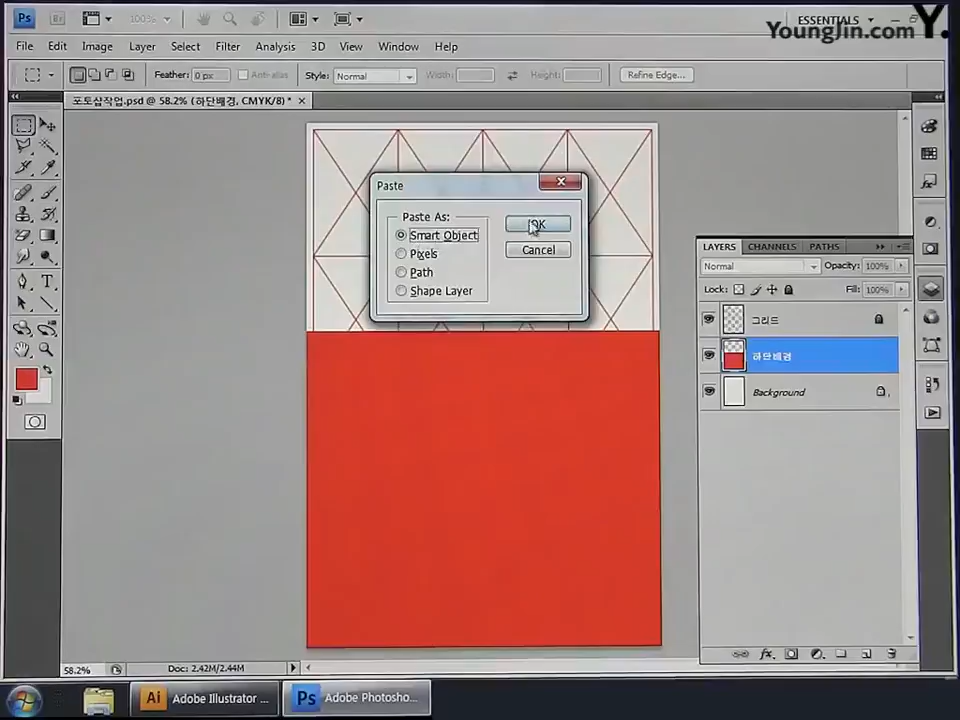 Ps Br 100% ESSENTIALS Y.
YoungJin.com
File Edit Image Layer Select Filter Analysis 3D View Window Help
Feather: 0 px Anti-alias Style: Normal Width: Height: Refine Edge...
포토샵작업.psd @ 58.2% (하단배경, CMYK/8) *
Paste
Paste As:
Smart Object
Pixels
Path
Shape Layer
OK
Cancel
LAYERS CHANNELS PATHS
Normal Opacity: 100%
Lock: Fill: 100%
그리드
하단배경
Background
58.2% Doc: 2.42M/2.44M
Ai Adobe Illustrator ... Ps Adobe Photosho...